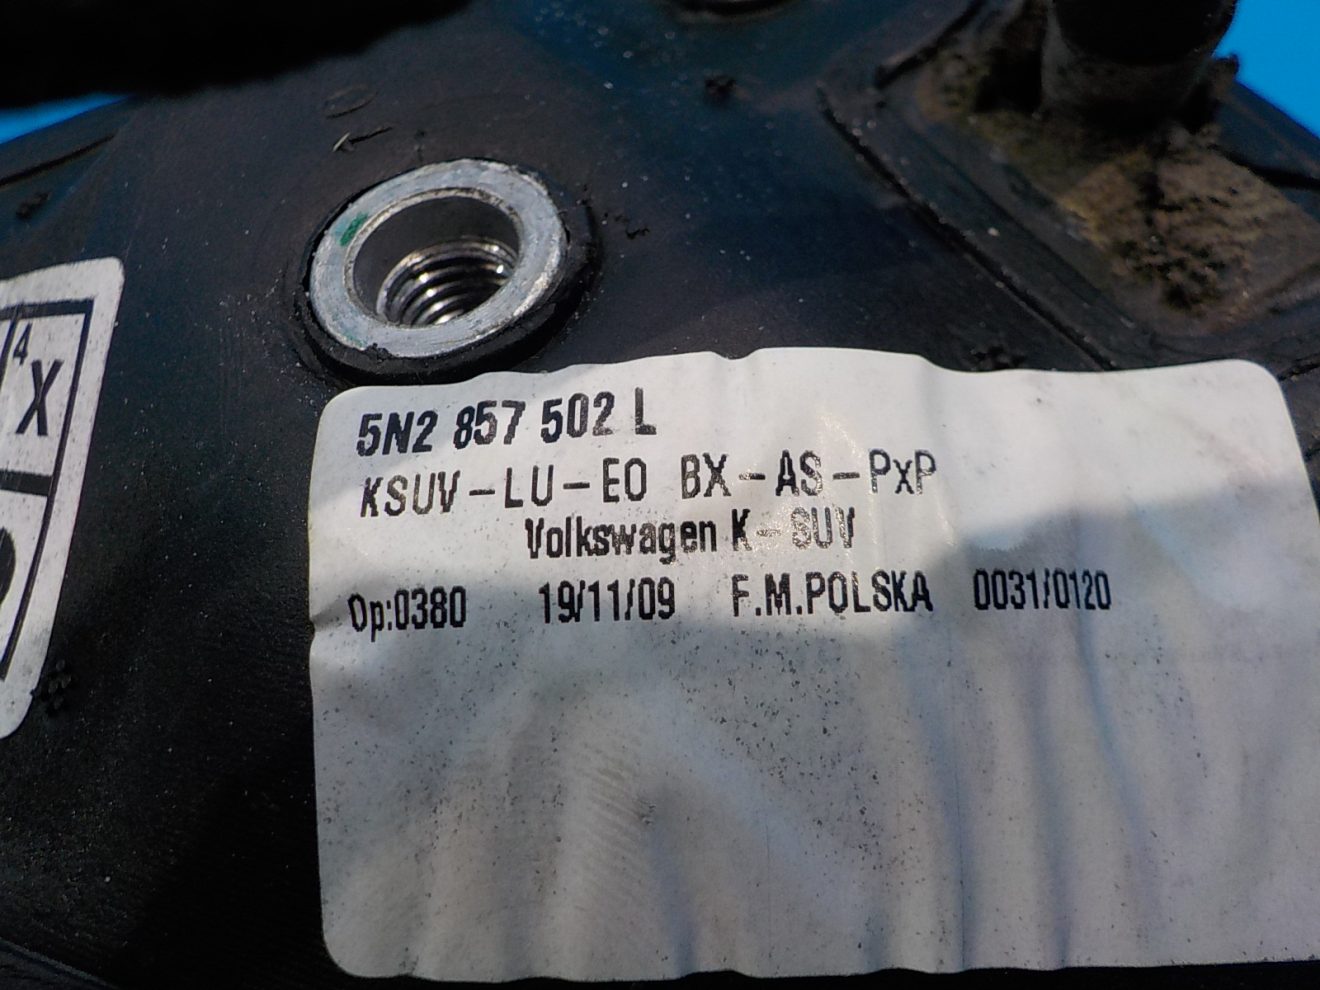 4
X
5N2 857 502 L
KSUV-LU-EO BX-AS-PxP
Volkswagen K-SUV
Op:0380 19/11/09 F.M.POLSKA 0031/0120